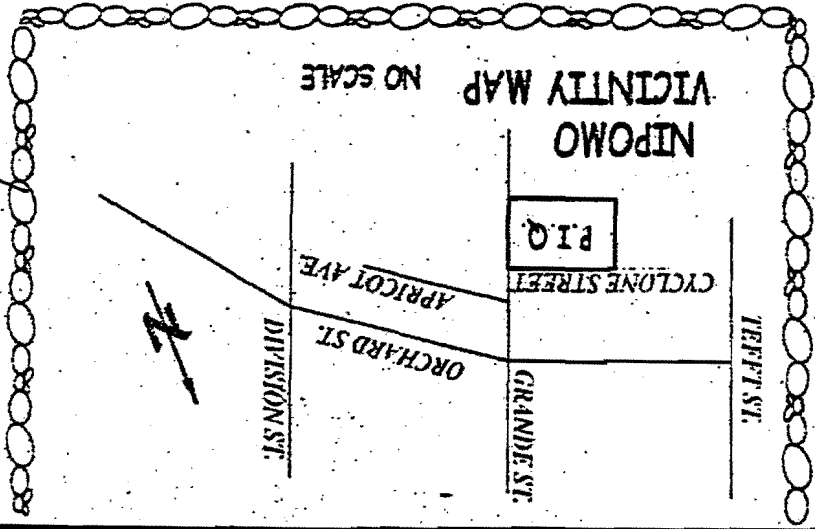 TEFFT ST.
GRANDE ST.
DIVISION ST.
ORCHARD ST.
N
CYCLONE STREET
APRICOT AVE.
P.I.Q.
NIPOMO
VICINITY MAP
NO SCALE